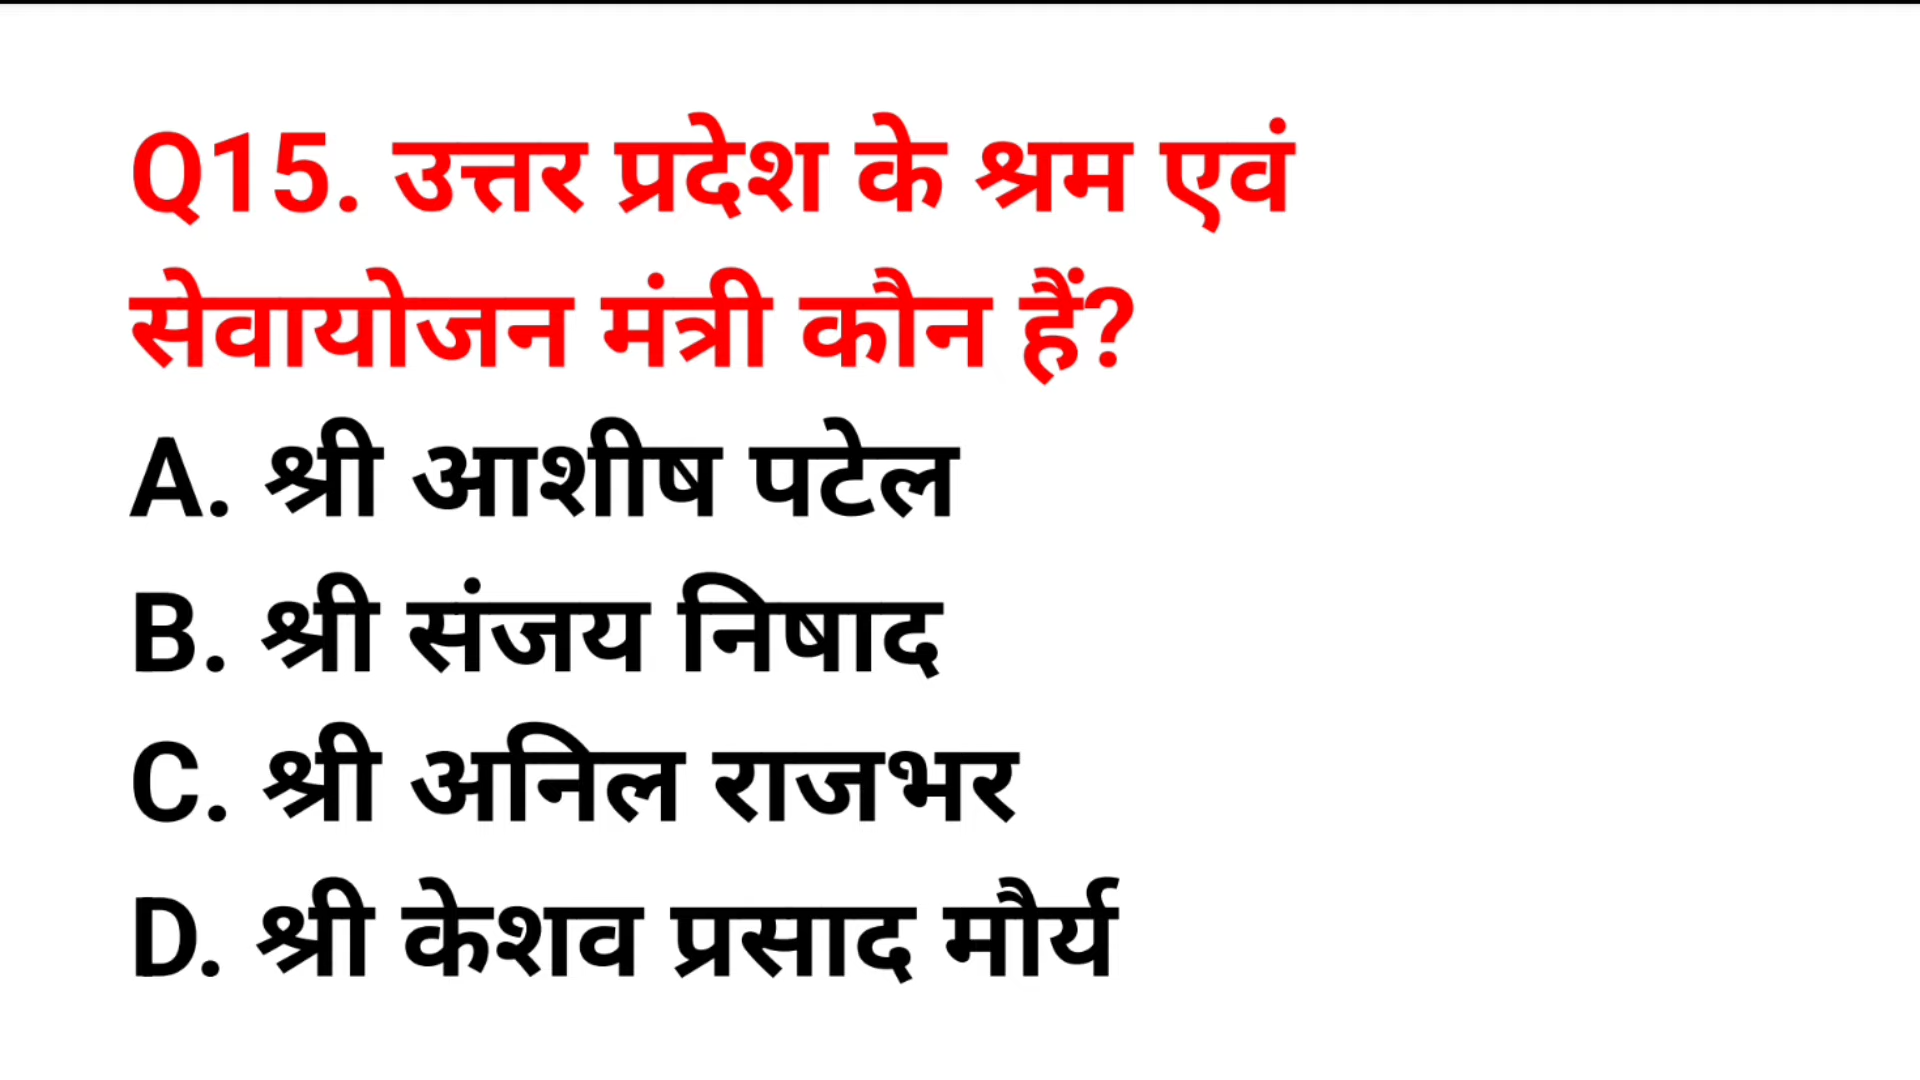 Q15. उत्तर प्रदेश के श्रम एवं
सेवायोजन मंत्री कौन हैं?
A. श्री आशीष पटेल
B. श्री संजय निषाद
C. श्री अनिल राजभर
D. श्री केशव प्रसाद मौर्य